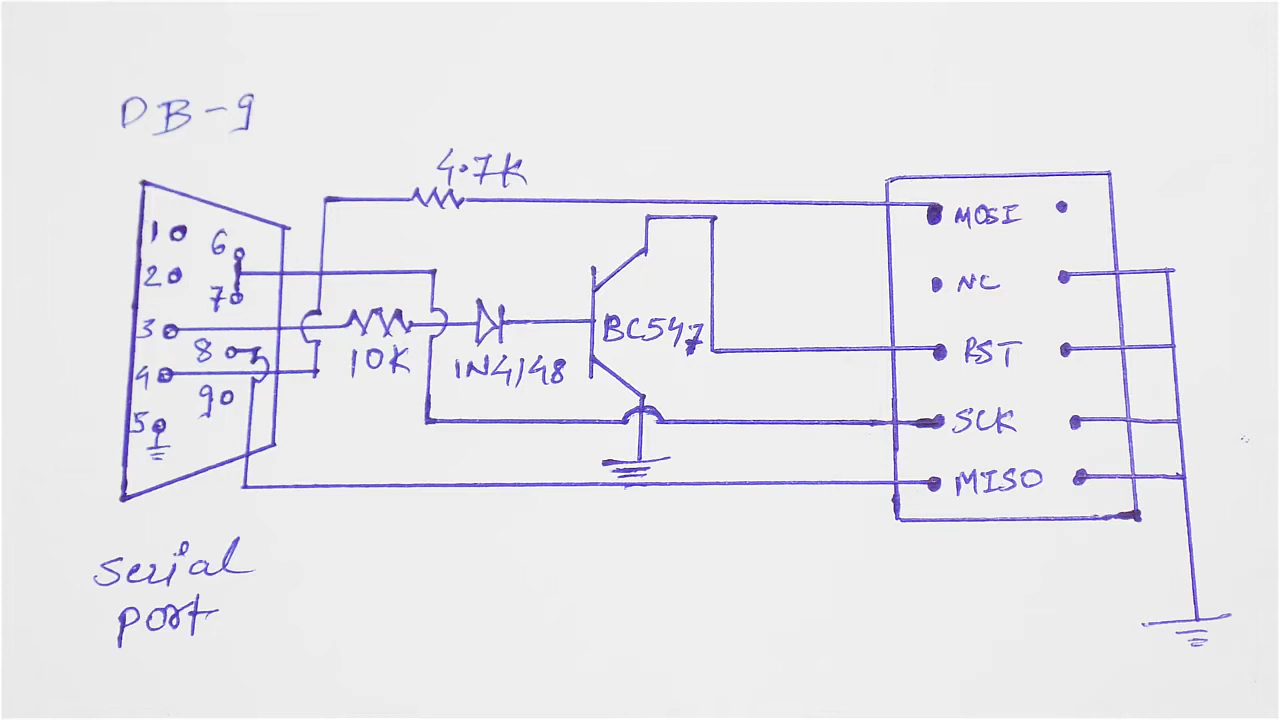 DB-9
4.7K
1
6
MOSI
2
7
NC
3
10K
1N4148
BC547
RST
8
4
9
5
SCK
MISO
Serial
port